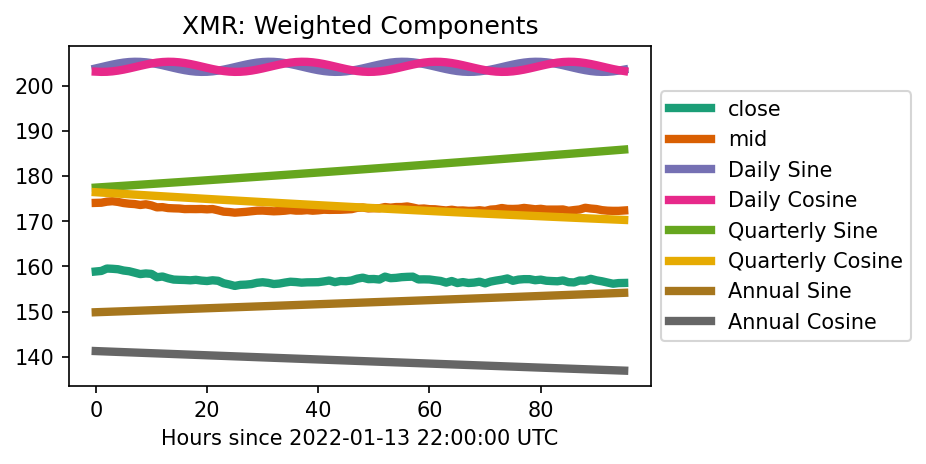 XMR: Weighted Components
200
190
180
170
160
150
140
0
20
40
60
80
Hours since 2022-01-13 22:00:00 UTC
close
mid
Daily Sine
Daily Cosine
Quarterly Sine
Quarterly Cosine
Annual Sine
Annual Cosine